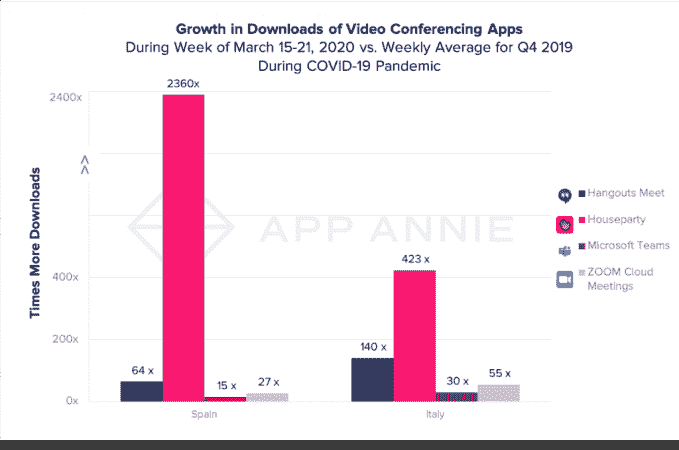 Growth in Downloads of Video Conferencing Apps
During Week of March 15-21, 2020 vs. Weekly Average for Q4 2019
During COVID-19 Pandemic
Times More Downloads
2400x
400x
200x
0x
2360x
64 x
15 x
27 x
140 x
423 x
30 x
55 x
Spain
Italy
APP ANNIE
Hangouts Meet
Houseparty
Microsoft Teams
ZOOM Cloud
Meetings